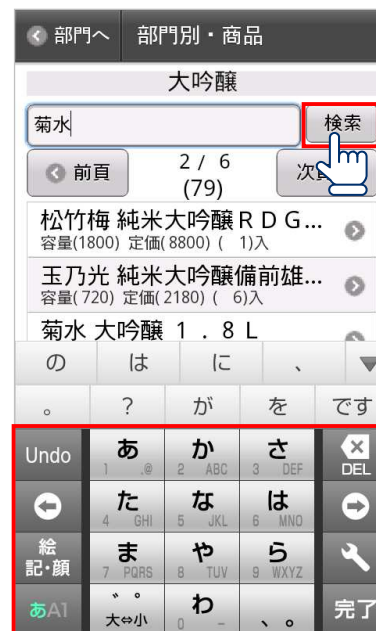 部門へ 部門別・商品
大吟醸
菊水 検索
前頁 2 / 6 次
(79)
松竹梅 純米大吟醸ＲＤＧ...
容量(1800) 定価( 8800) ( 1)入
玉乃光 純米大吟醸備前雄...
容量( 720) 定価( 2180) ( 6)入
菊水 大吟醸 １．８Ｌ
の は に 、
。 ？ が を です
Undo あ か さ DEL
1 .@ 2 ABC 3 DEF
た な は
4 GHI 5 JKL 6 MNO
絵 ま や ら
記・顔 7 PQRS 8 TUV 9 WXYZ
あA1 ゛゜ わ 、。 完了
大⇔小 0 -